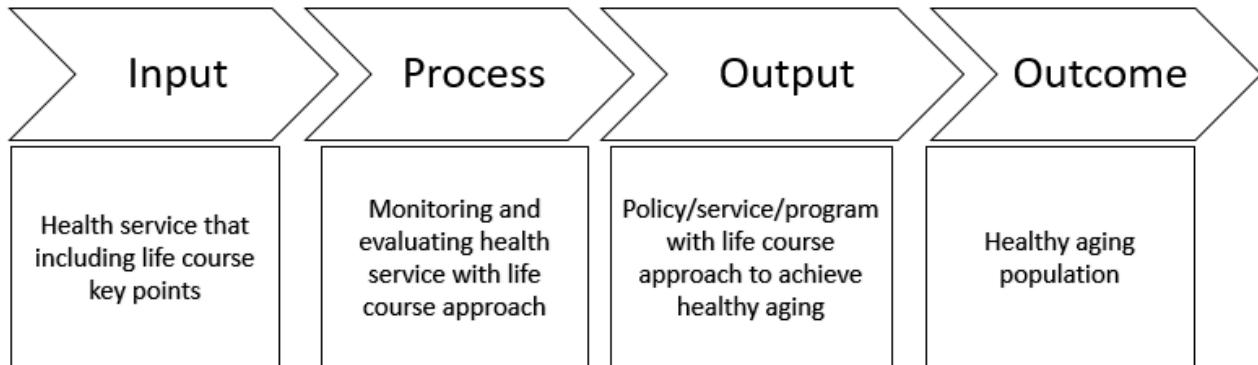 Input
Process
Output
Outcome
Health service that
including life course
key points
Monitoring and
evaluating health
service with life
course approach
Policy/service/program
with life course
approach to achieve
healthy aging
Healthy aging
population